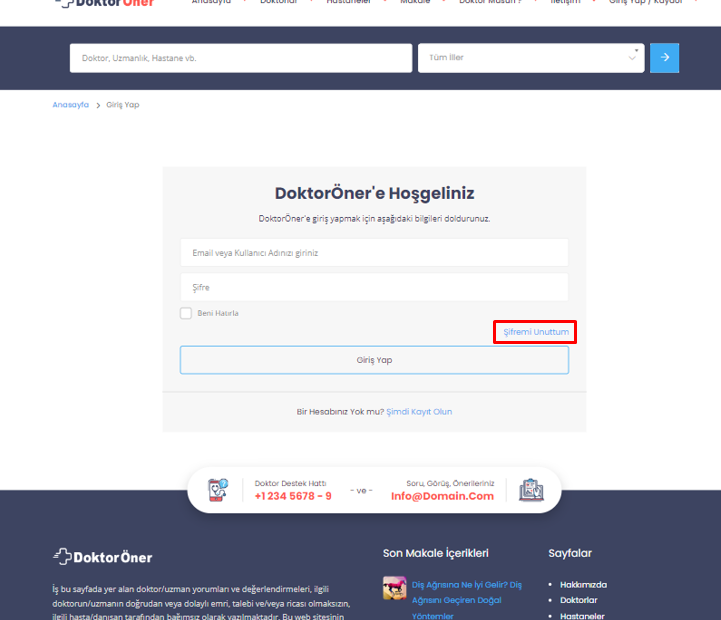 DoktorÖner
Anasayfa Doktorlar Hastaneler Makale Doktor Musun? İletişim Giriş Yap / Kaydol
Doktor, Uzmanlık, Hastane vb.
Tüm İller
Anasayfa > Giriş Yap
DoktorÖner'e Hoşgeliniz
DoktorÖner'e giriş yapmak için aşağıdaki bilgileri doldurunuz.
Email veya Kullanıcı Adınızı giriniz
Şifre
Beni Hatırla
Şifremi Unuttum
Giriş Yap
Bir Hesabınız Yok mu? Şimdi Kayıt Olun
Doktor Destek Hattı
+1 234 5678 - 9
- ve -
Soru, Görüş, Önerileriniz
Info@Domain.Com
DoktorÖner
İş bu sayfada yer alan doktor/uzman yorumları ve değerlendirmeleri, ilgili
doktorun/uzmanın doğrudan veya dolaylı emri, talebi ve/veya ricası olmaksızın,
ilgili hasta/danışan tarafından bağımsız olarak yazılmaktadır. Bu web sitesinin
Son Makale İçerikleri
Diş Ağrısına Ne İyi Gelir? Diş
Ağrısını Geçiren Doğal
Yöntemler
Sayfalar
Hakkımızda
Doktorlar
Hastaneler